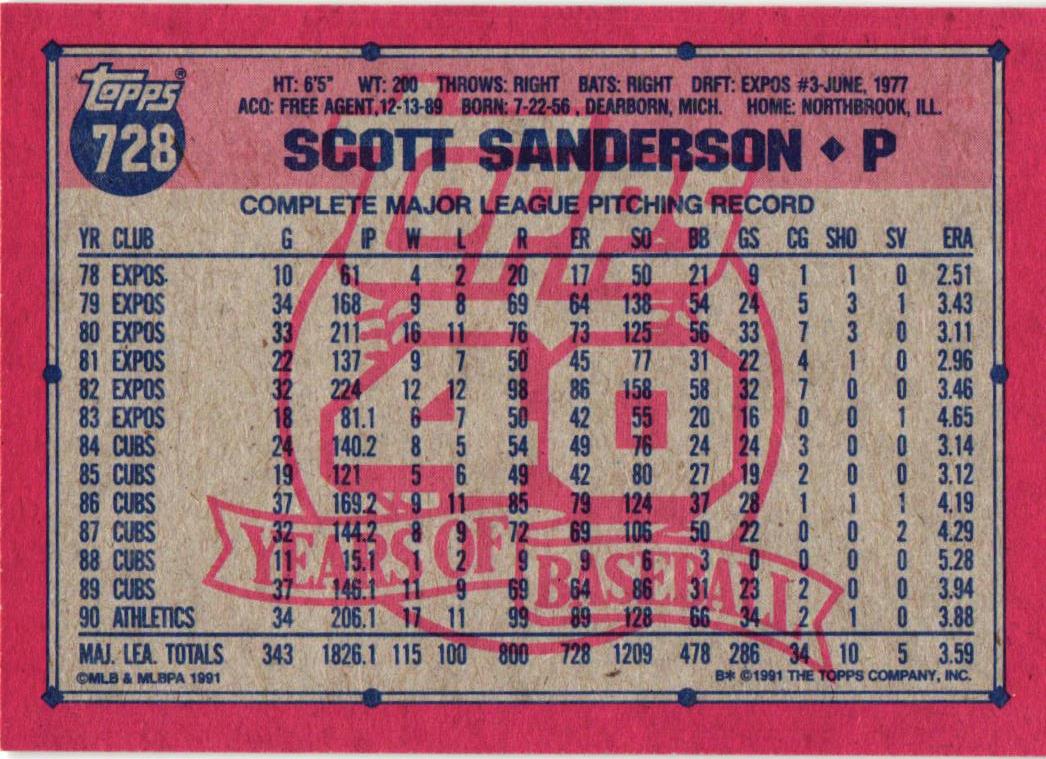 topps®
728
HT: 6'5" WT: 200 THROWS: RIGHT BATS: RIGHT DRFT: EXPOS #3-JUNE, 1977
ACQ: FREE AGENT,12-13-89 BORN: 7-22-56 , DEARBORN, MICH. HOME: NORTHBROOK, ILL.
SCOTT SANDERSON ◆ P
COMPLETE MAJOR LEAGUE PITCHING RECORD
YR CLUB G IP W L R ER SO BB GS CG SHO SV ERA
78 EXPOS 10 61 4 2 20 17 50 21 9 1 1 0 2.51
79 EXPOS 34 168 9 8 69 64 138 54 24 5 3 1 3.43
80 EXPOS 33 211 16 11 76 73 125 56 33 7 3 0 3.11
81 EXPOS 22 137 9 7 50 45 77 31 22 4 1 0 2.96
82 EXPOS 32 224 12 12 98 86 158 58 32 7 0 0 3.46
83 EXPOS 18 81.1 6 7 50 42 55 20 16 0 0 1 4.65
84 CUBS 24 140.2 8 5 54 49 76 24 24 3 0 0 3.14
85 CUBS 19 121 5 6 49 42 80 27 19 2 0 0 3.12
86 CUBS 37 169.2 9 11 85 79 124 37 28 1 1 1 4.19
87 CUBS 32 144.2 8 9 72 69 106 50 22 0 0 2 4.29
88 CUBS 11 15.1 1 2 9 9 6 3 0 0 0 0 5.28
89 CUBS 37 146.1 11 9 69 64 86 31 23 2 0 0 3.94
90 ATHLETICS 34 206.1 17 11 99 89 128 66 34 2 1 0 3.88
MAJ. LEA. TOTALS 343 1826.1 115 100 800 728 1209 478 286 34 10 5 3.59
©MLB & MLBPA 1991 B* ©1991 THE TOPPS COMPANY, INC.
Topps
40
YEARS OF BASEBALL